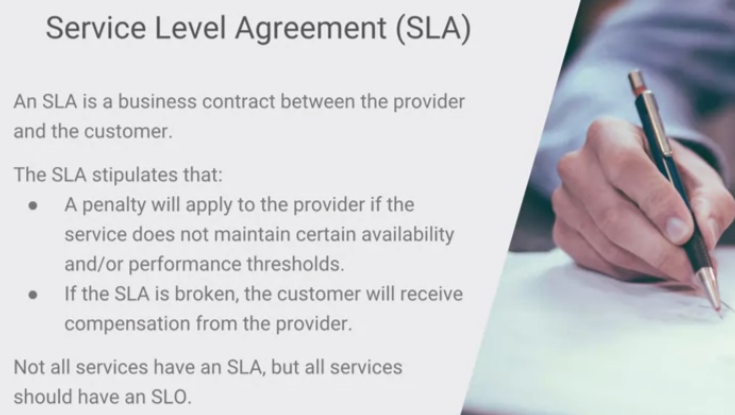 Service Level Agreement (SLA)
An SLA is a business contract between the provider
and the customer.
The SLA stipulates that:
● A penalty will apply to the provider if the
service does not maintain certain availability
and/or performance thresholds.
● If the SLA is broken, the customer will receive
compensation from the provider.
Not all services have an SLA, but all services
should have an SLO.